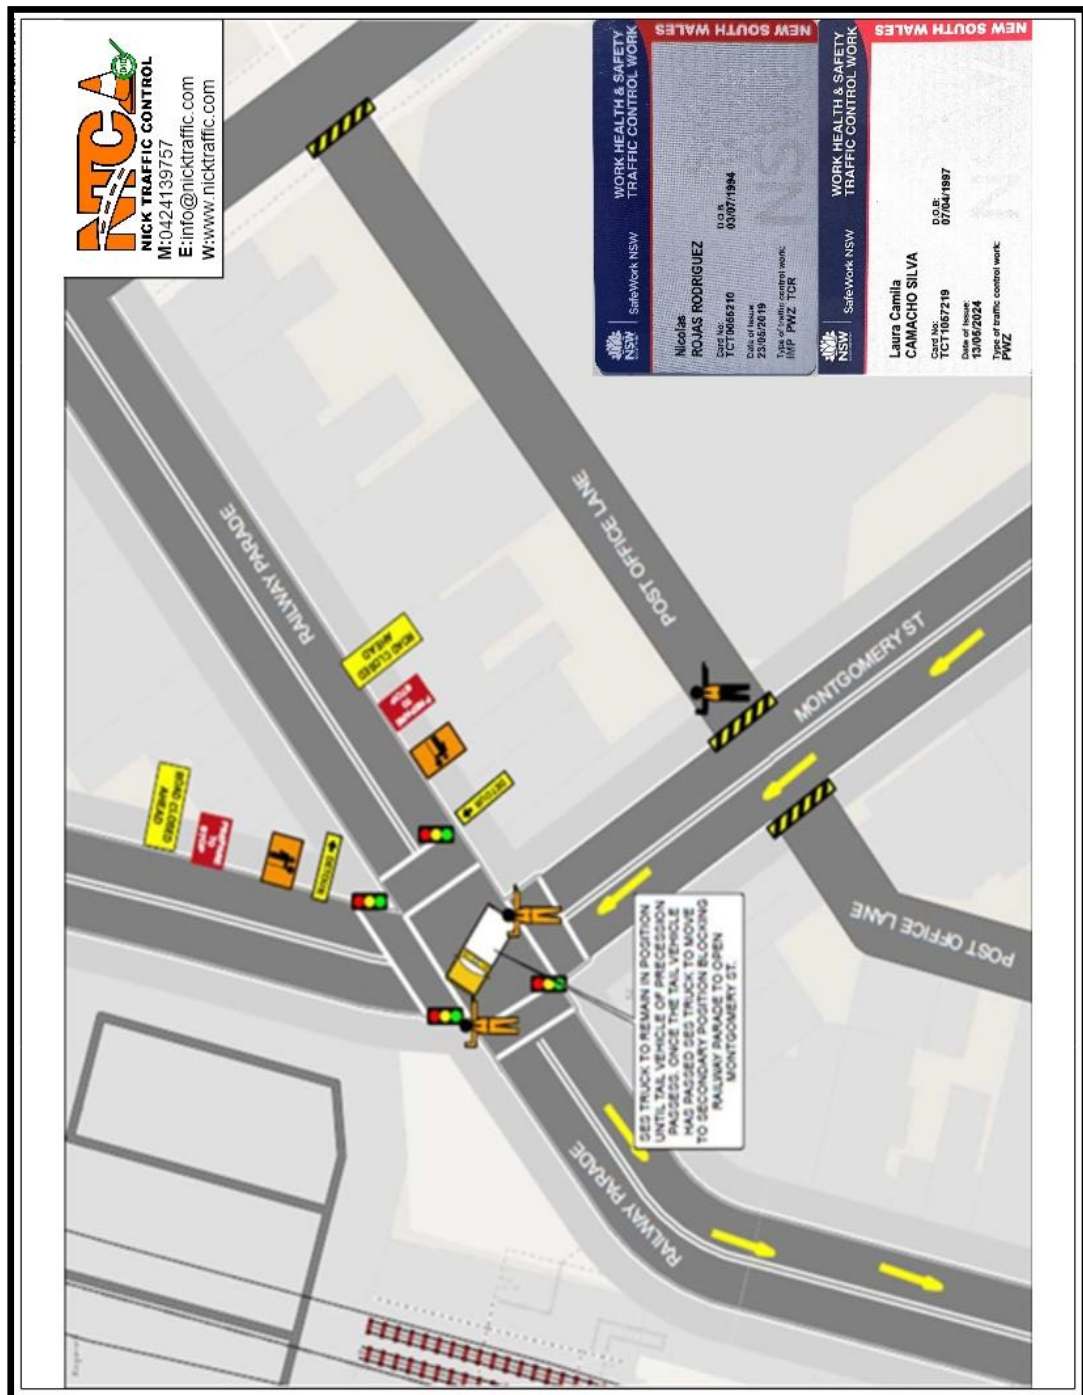 NTC
NICK TRAFFIC CONTROL
M:0424139757
E:info@nicktraffic.com
W:www.nicktraffic.com
NSW
SafeWork NSW
WORK HEALTH & SAFETY
TRAFFIC CONTROL WORK
NEW SOUTH WALES
Nicolas
ROJAS RODRIGUEZ
Card No:
TCT0055210
D.O.B:
03/07/1994
Date of Issue:
23/05/2019
Type of traffic control work:
IMP PWZ TCR
NSW
SafeWork NSW
WORK HEALTH & SAFETY
TRAFFIC CONTROL WORK
NEW SOUTH WALES
Laura Camila
CAMACHO SILVA
Card No:
TCT1057219
D.O.B:
07/04/1997
Date of Issue:
13/05/2024
Type of traffic control work:
PWZ
RAILWAY PARADE
POST OFFICE LANE
MONTGOMERY ST
POST OFFICE LANE
RAILWAY PARADE
ROAD CLOSED
AHEAD
PREPARE
TO
STOP
DETOUR
ROAD CLOSED
AHEAD
PREPARE
TO
STOP
DETOUR
SES TRUCK TO REMAIN IN POSITION
UNTIL TAIL VEHICLE OF PRECESSION
PASSESS. ONCE THE TAIL VEHICLE
HAS PASSED SES TRUCK TO MOVE
TO SECONDARY POSITION BLOCKING
RAILWAY PARADE TO OPEN
MONTGOMERY ST.